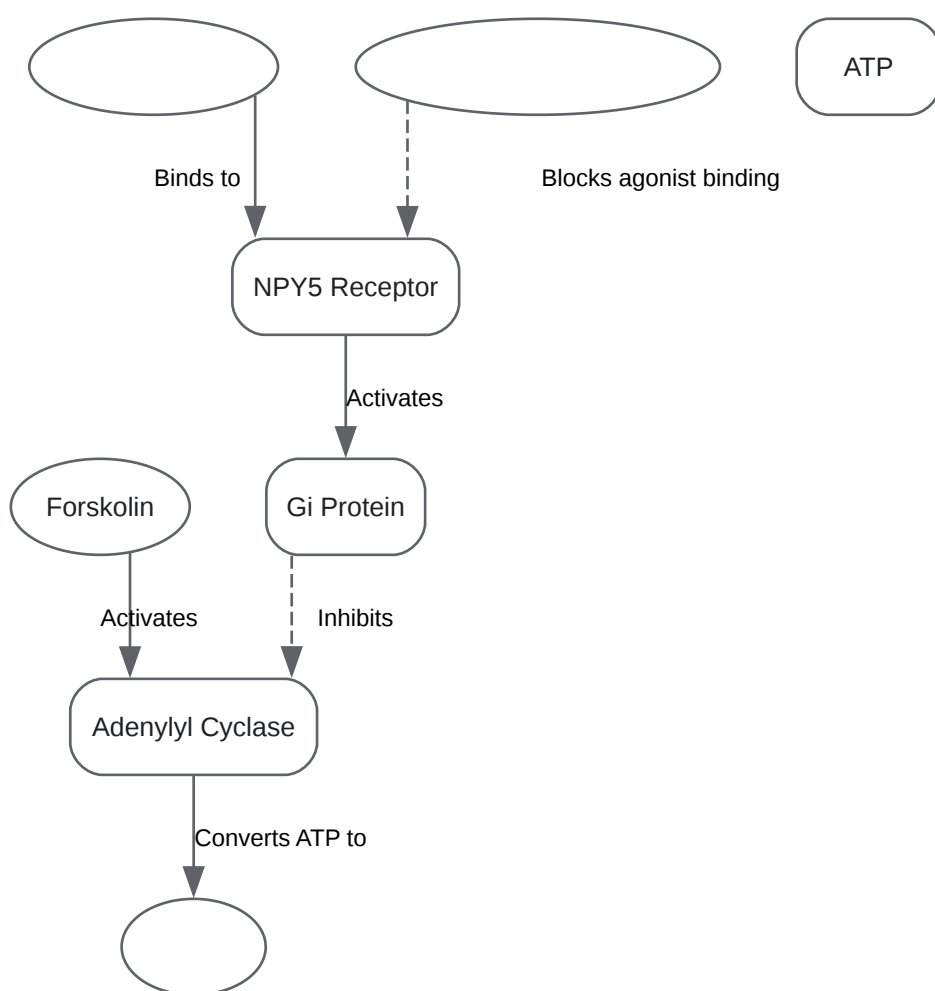 ATP
Binds to
Blocks agonist binding
NPY5 Receptor
Activates
Forskolin
Gi Protein
Activates
Inhibits
Adenylyl Cyclase
Converts ATP to